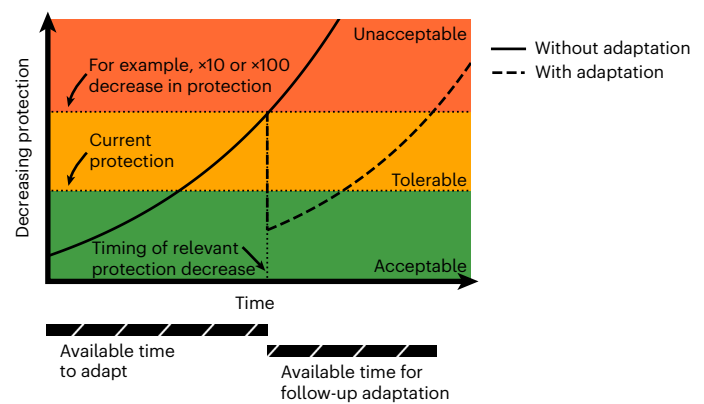 Unacceptable
For example, ×10 or ×100
decrease in protection
Current
protection
Tolerable
Timing of relevant
protection decrease
Acceptable
Decreasing protection
Time
Without adaptation
With adaptation
Available time
to adapt
Available time for
follow-up adaptation